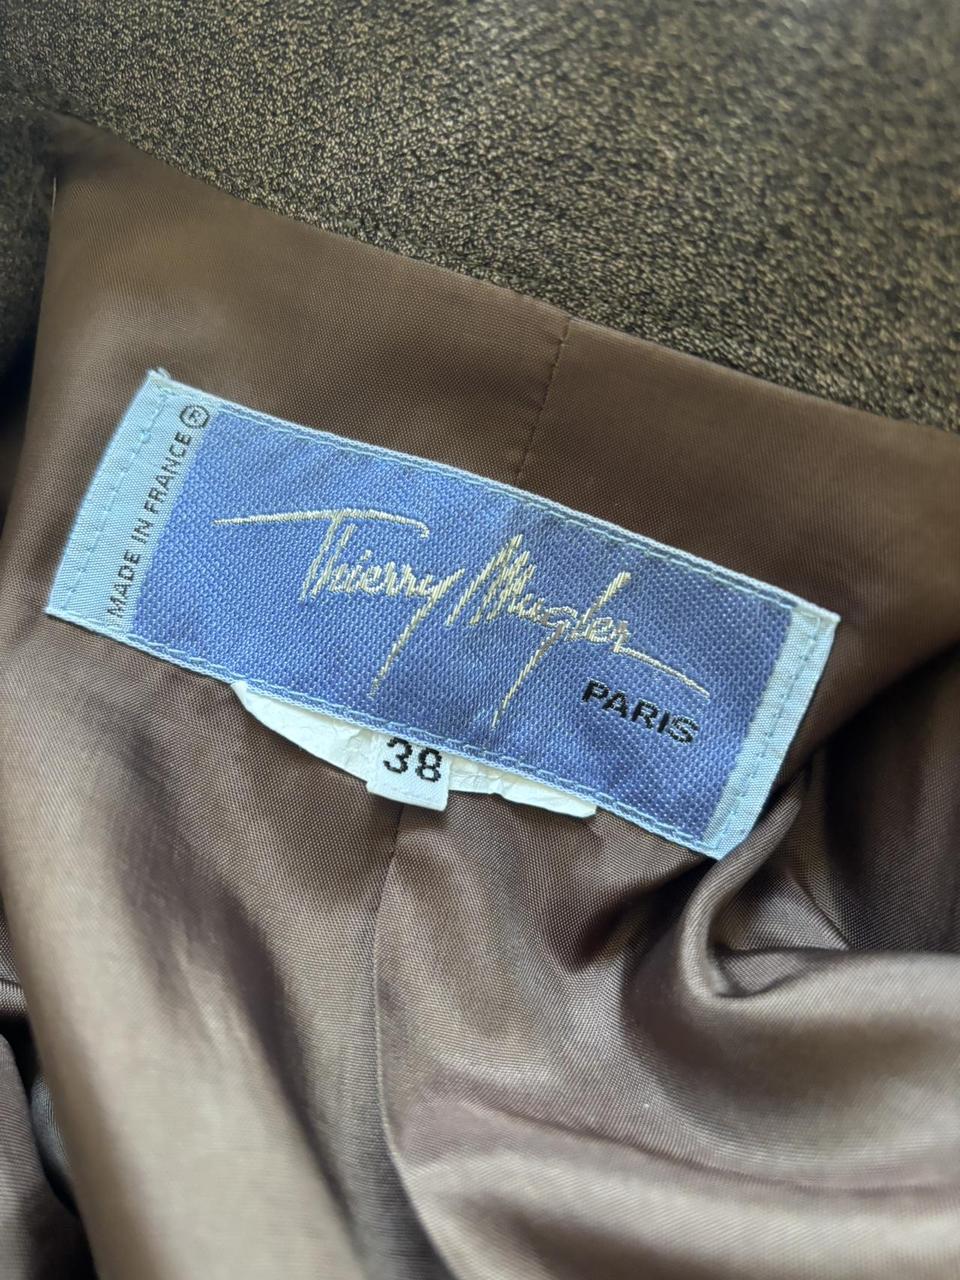 MADE IN FRANCE ®
Thierry Mugler
PARIS
38